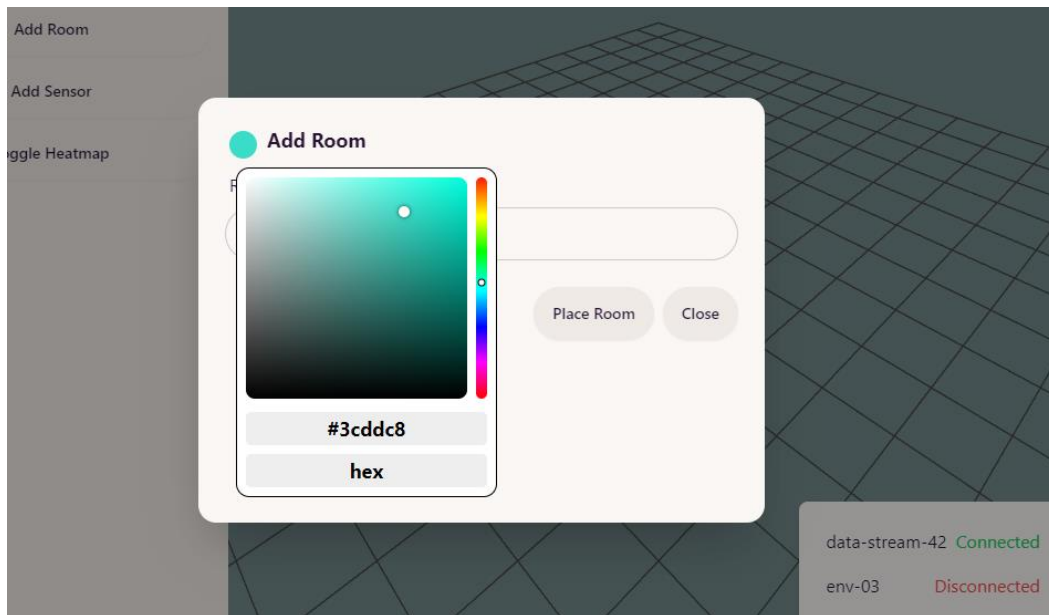 Add Room
Add Sensor
oggle Heatmap
Add Room
R
Place Room Close
#3cddc8
hex
data-stream-42 Connected
env-03 Disconnected